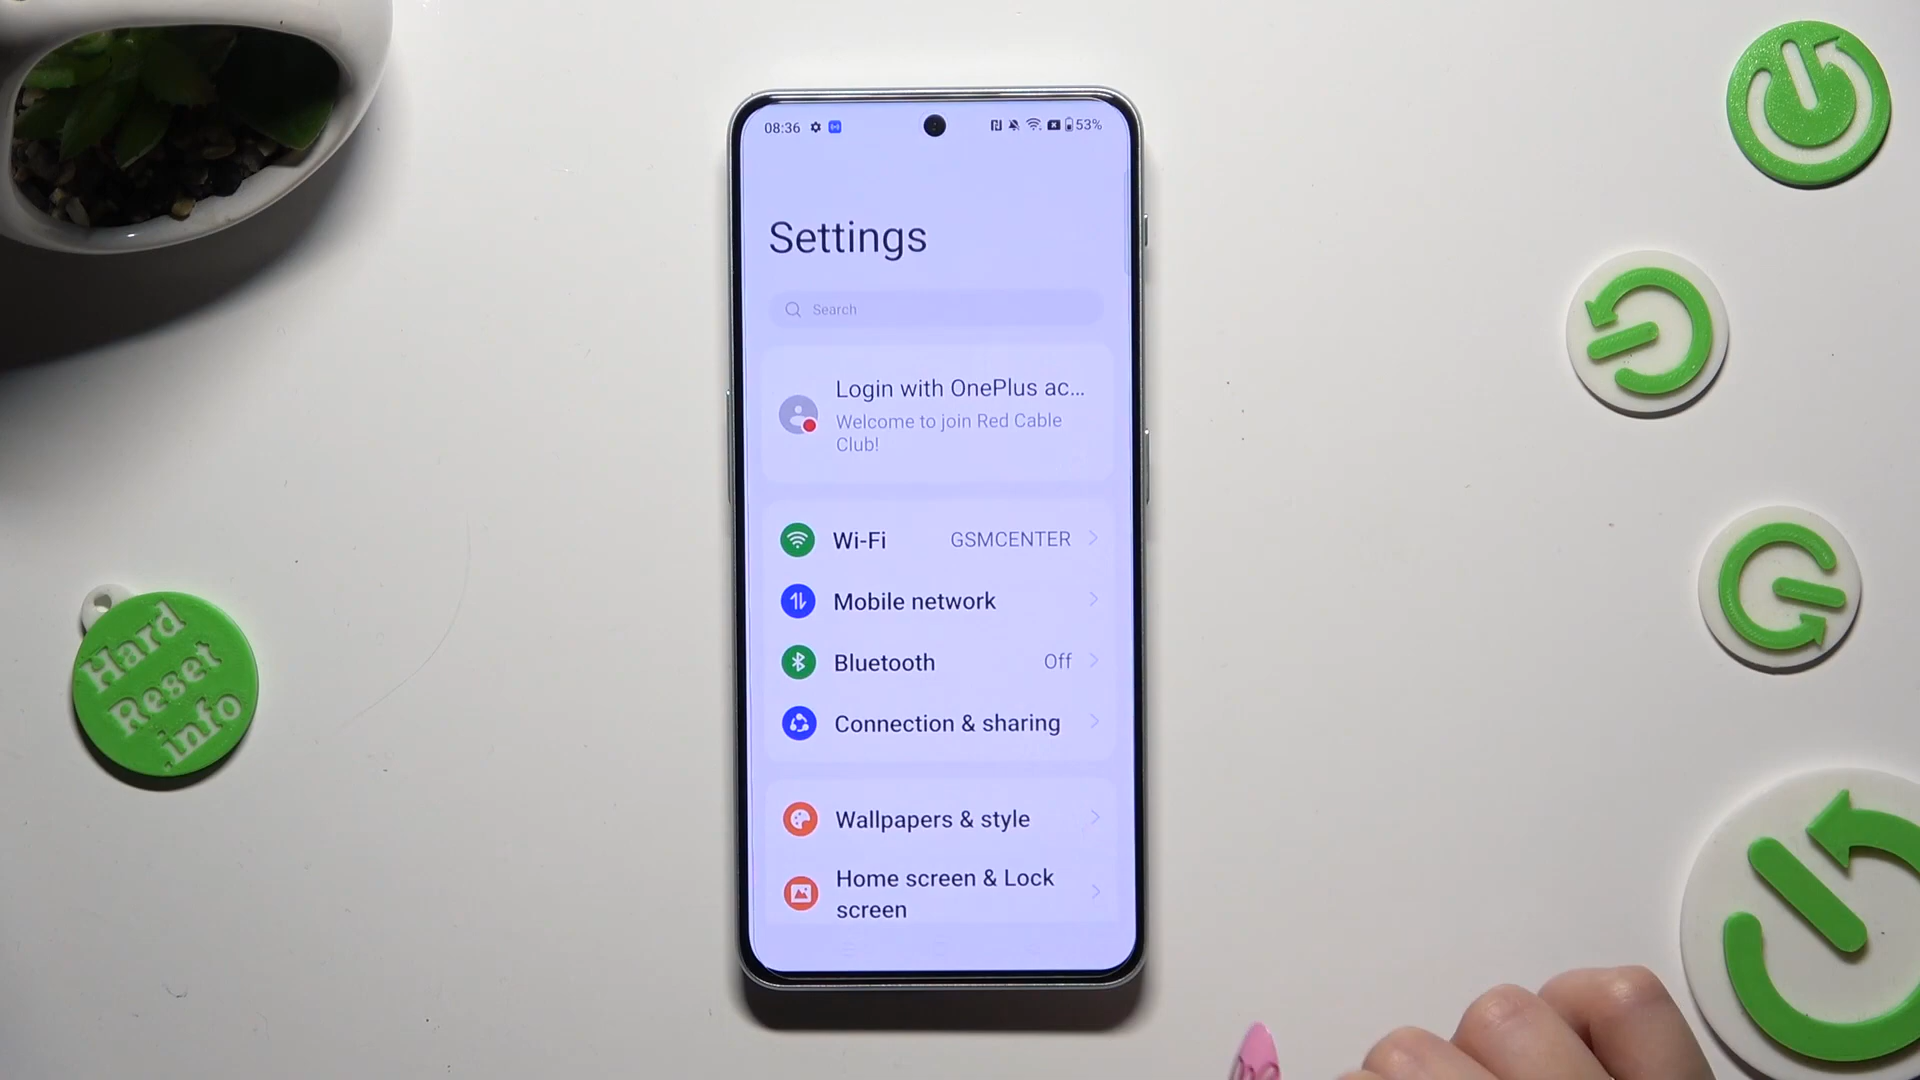 08:36
53%
Settings
Search
Login with OnePlus ac...
Welcome to join Red Cable
Club!
Wi-Fi GSMCENTER
Mobile network
Bluetooth Off
Connection & sharing
Wallpapers & style
Home screen & Lock
screen
Hard
Reset
.info